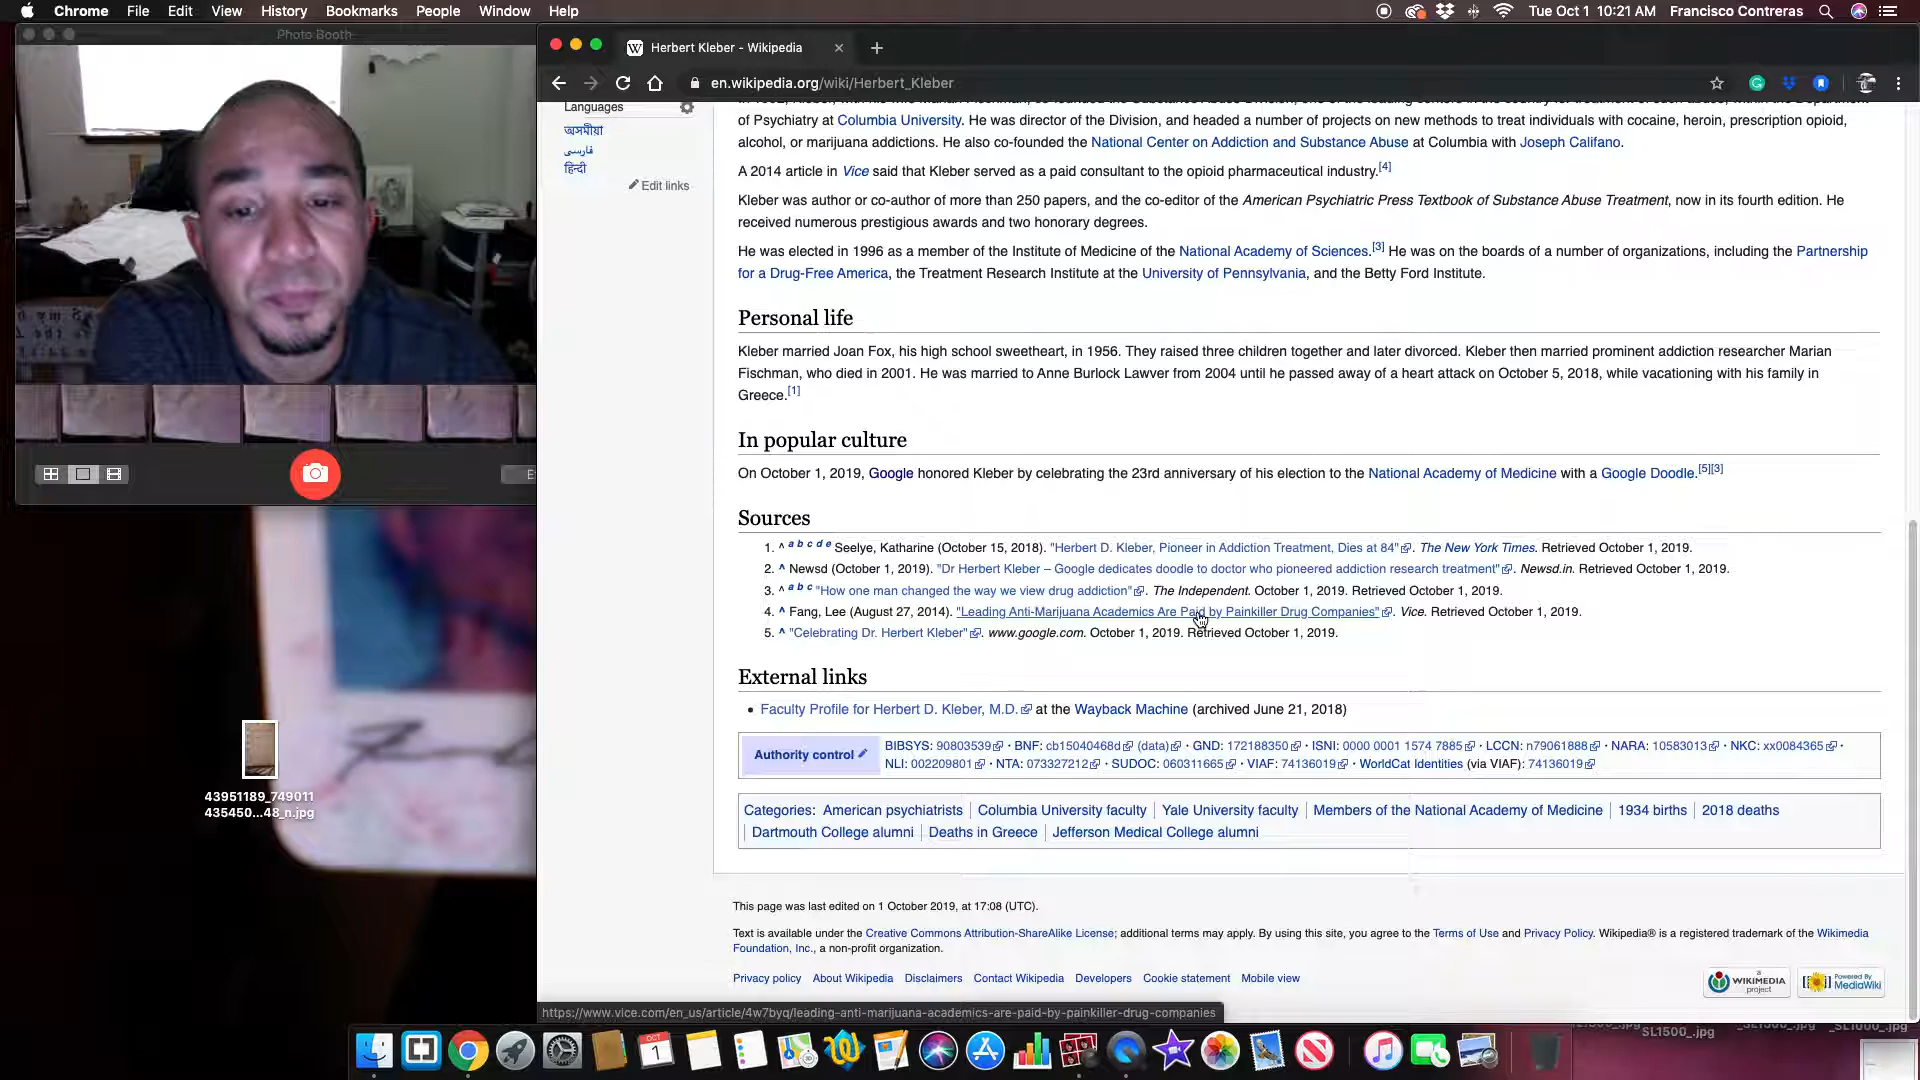 Chrome File Edit View History Bookmarks People Window Help
Tue Oct 1 10:21 AM Francisco Contreras
Photo Booth
Herbert Kleber - Wikipedia
en.wikipedia.org/wiki/Herbert_Kleber
Languages
অসমীয়া
فارسی
हिन्दी
Edit links
of Psychiatry at Columbia University. He was director of the Division, and headed a number of projects on new methods to treat individuals with cocaine, heroin, prescription opioid,
alcohol, or marijuana addictions. He also co-founded the National Center on Addiction and Substance Abuse at Columbia with Joseph Califano.
A 2014 article in Vice said that Kleber served as a paid consultant to the opioid pharmaceutical industry.[4]
Kleber was author or co-author of more than 250 papers, and the co-editor of the American Psychiatric Press Textbook of Substance Abuse Treatment, now in its fourth edition. He
received numerous prestigious awards and two honorary degrees.
He was elected in 1996 as a member of the Institute of Medicine of the National Academy of Sciences.[3] He was on the boards of a number of organizations, including the Partnership
for a Drug-Free America, the Treatment Research Institute at the University of Pennsylvania, and the Betty Ford Institute.
Personal life
Kleber married Joan Fox, his high school sweetheart, in 1956. They raised three children together and later divorced. Kleber then married prominent addiction researcher Marian
Fischman, who died in 2001. He was married to Anne Burlock Lawver from 2004 until he passed away of a heart attack on October 5, 2018, while vacationing with his family in
Greece.[1]
In popular culture
On October 1, 2019, Google honored Kleber by celebrating the 23rd anniversary of his election to the National Academy of Medicine with a Google Doodle.[5][3]
Sources
1. ^ a b c d e Seelye, Katharine (October 15, 2018). "Herbert D. Kleber, Pioneer in Addiction Treatment, Dies at 84". The New York Times. Retrieved October 1, 2019.
2. ^ Newsd (October 1, 2019). "Dr Herbert Kleber – Google dedicates doodle to doctor who pioneered addiction research treatment". Newsd.in. Retrieved October 1, 2019.
3. ^ a b c "How one man changed the way we view drug addiction". The Independent. October 1, 2019. Retrieved October 1, 2019.
4. ^ Fang, Lee (August 27, 2014). "Leading Anti-Marijuana Academics Are Paid by Painkiller Drug Companies". Vice. Retrieved October 1, 2019.
5. ^ "Celebrating Dr. Herbert Kleber". www.google.com. October 1, 2019. Retrieved October 1, 2019.
External links
• Faculty Profile for Herbert D. Kleber, M.D. at the Wayback Machine (archived June 21, 2018)
Authority control
BIBSYS: 90803539 · BNF: cb15040468d (data) · GND: 172188350 · ISNI: 0000 0001 1574 7885 · LCCN: n79061888 · NARA: 10583013 · NKC: xx0084365 ·
NLI: 002209801 · NTA: 073327212 · SUDOC: 060311665 · VIAF: 74136019 · WorldCat Identities (via VIAF): 74136019
Categories: American psychiatrists | Columbia University faculty | Yale University faculty | Members of the National Academy of Medicine | 1934 births | 2018 deaths
| Dartmouth College alumni | Deaths in Greece | Jefferson Medical College alumni
43951189_749011
435450...48_n.jpg
This page was last edited on 1 October 2019, at 17:08 (UTC).
Text is available under the Creative Commons Attribution-ShareAlike License; additional terms may apply. By using this site, you agree to the Terms of Use and Privacy Policy. Wikipedia® is a registered trademark of the Wikimedia
Foundation, Inc., a non-profit organization.
Privacy policy About Wikipedia Disclaimers Contact Wikipedia Developers Cookie statement Mobile view
A WIKIMEDIA project
Powered By MediaWiki
https://www.vice.com/en_us/article/4w7byq/leading-anti-marijuana-academics-are-paid-by-painkiller-drug-companies
SL1500_.jpg
OCT
1